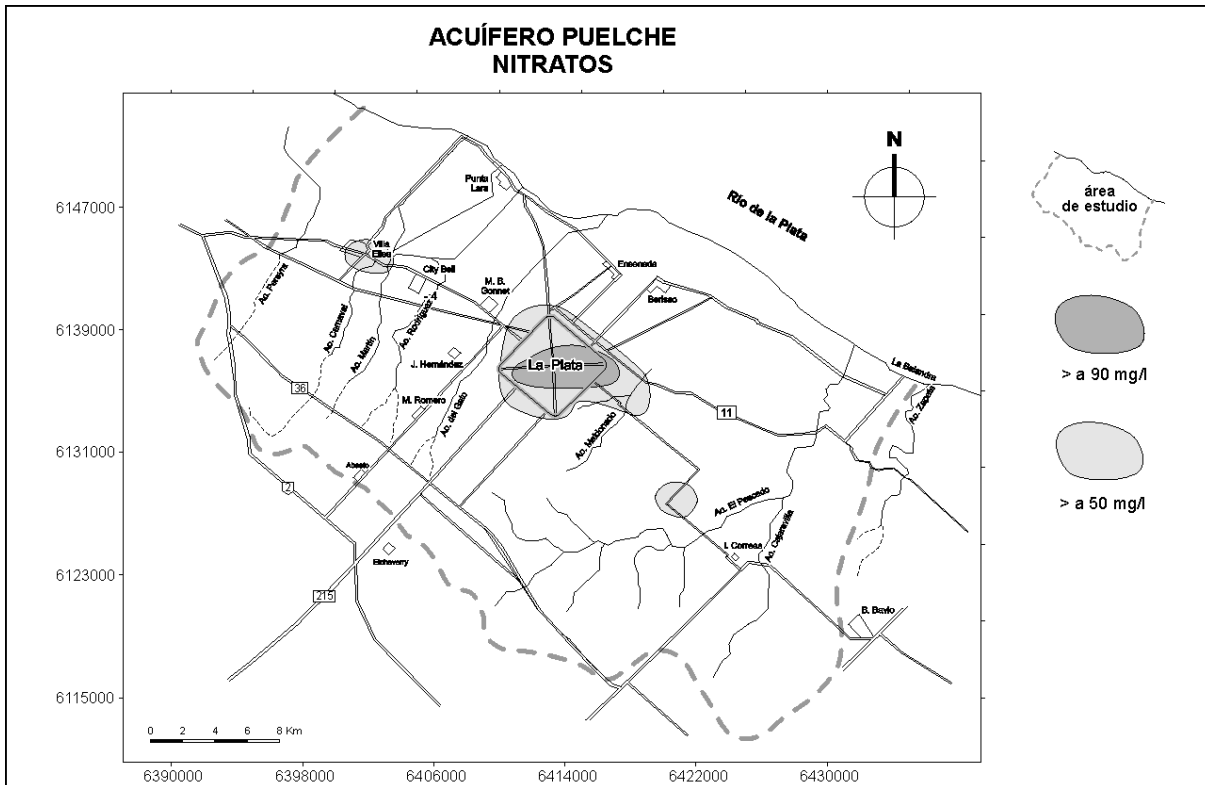 ACUÍFERO PUELCHE
NITRATOS
N
Punta
Lara
Río de la Plata
área
de estudio
6147000
Villa
Elisa
City Bell
M. B.
Gonnet
Ensenada
Berisso
Ao. Pereyra
Ao. Carnaval
Ao. Martín
Ao. Rodríguez
6139000
J. Hernández
La Plata
La Balandra
> a 90 mg/l
36
M. Romero
Ao. del Gato
Ao. Maldonado
11
Ao. Zapata
6131000
Abasto
2
Ao. El Pescado
> a 50 mg/l
I. Correas
Ao. Cajaravilla
Etcheverry
6123000
215
B. Bavio
6115000
0 2 4 6 8 Km
6390000 6398000 6406000 6414000 6422000 6430000